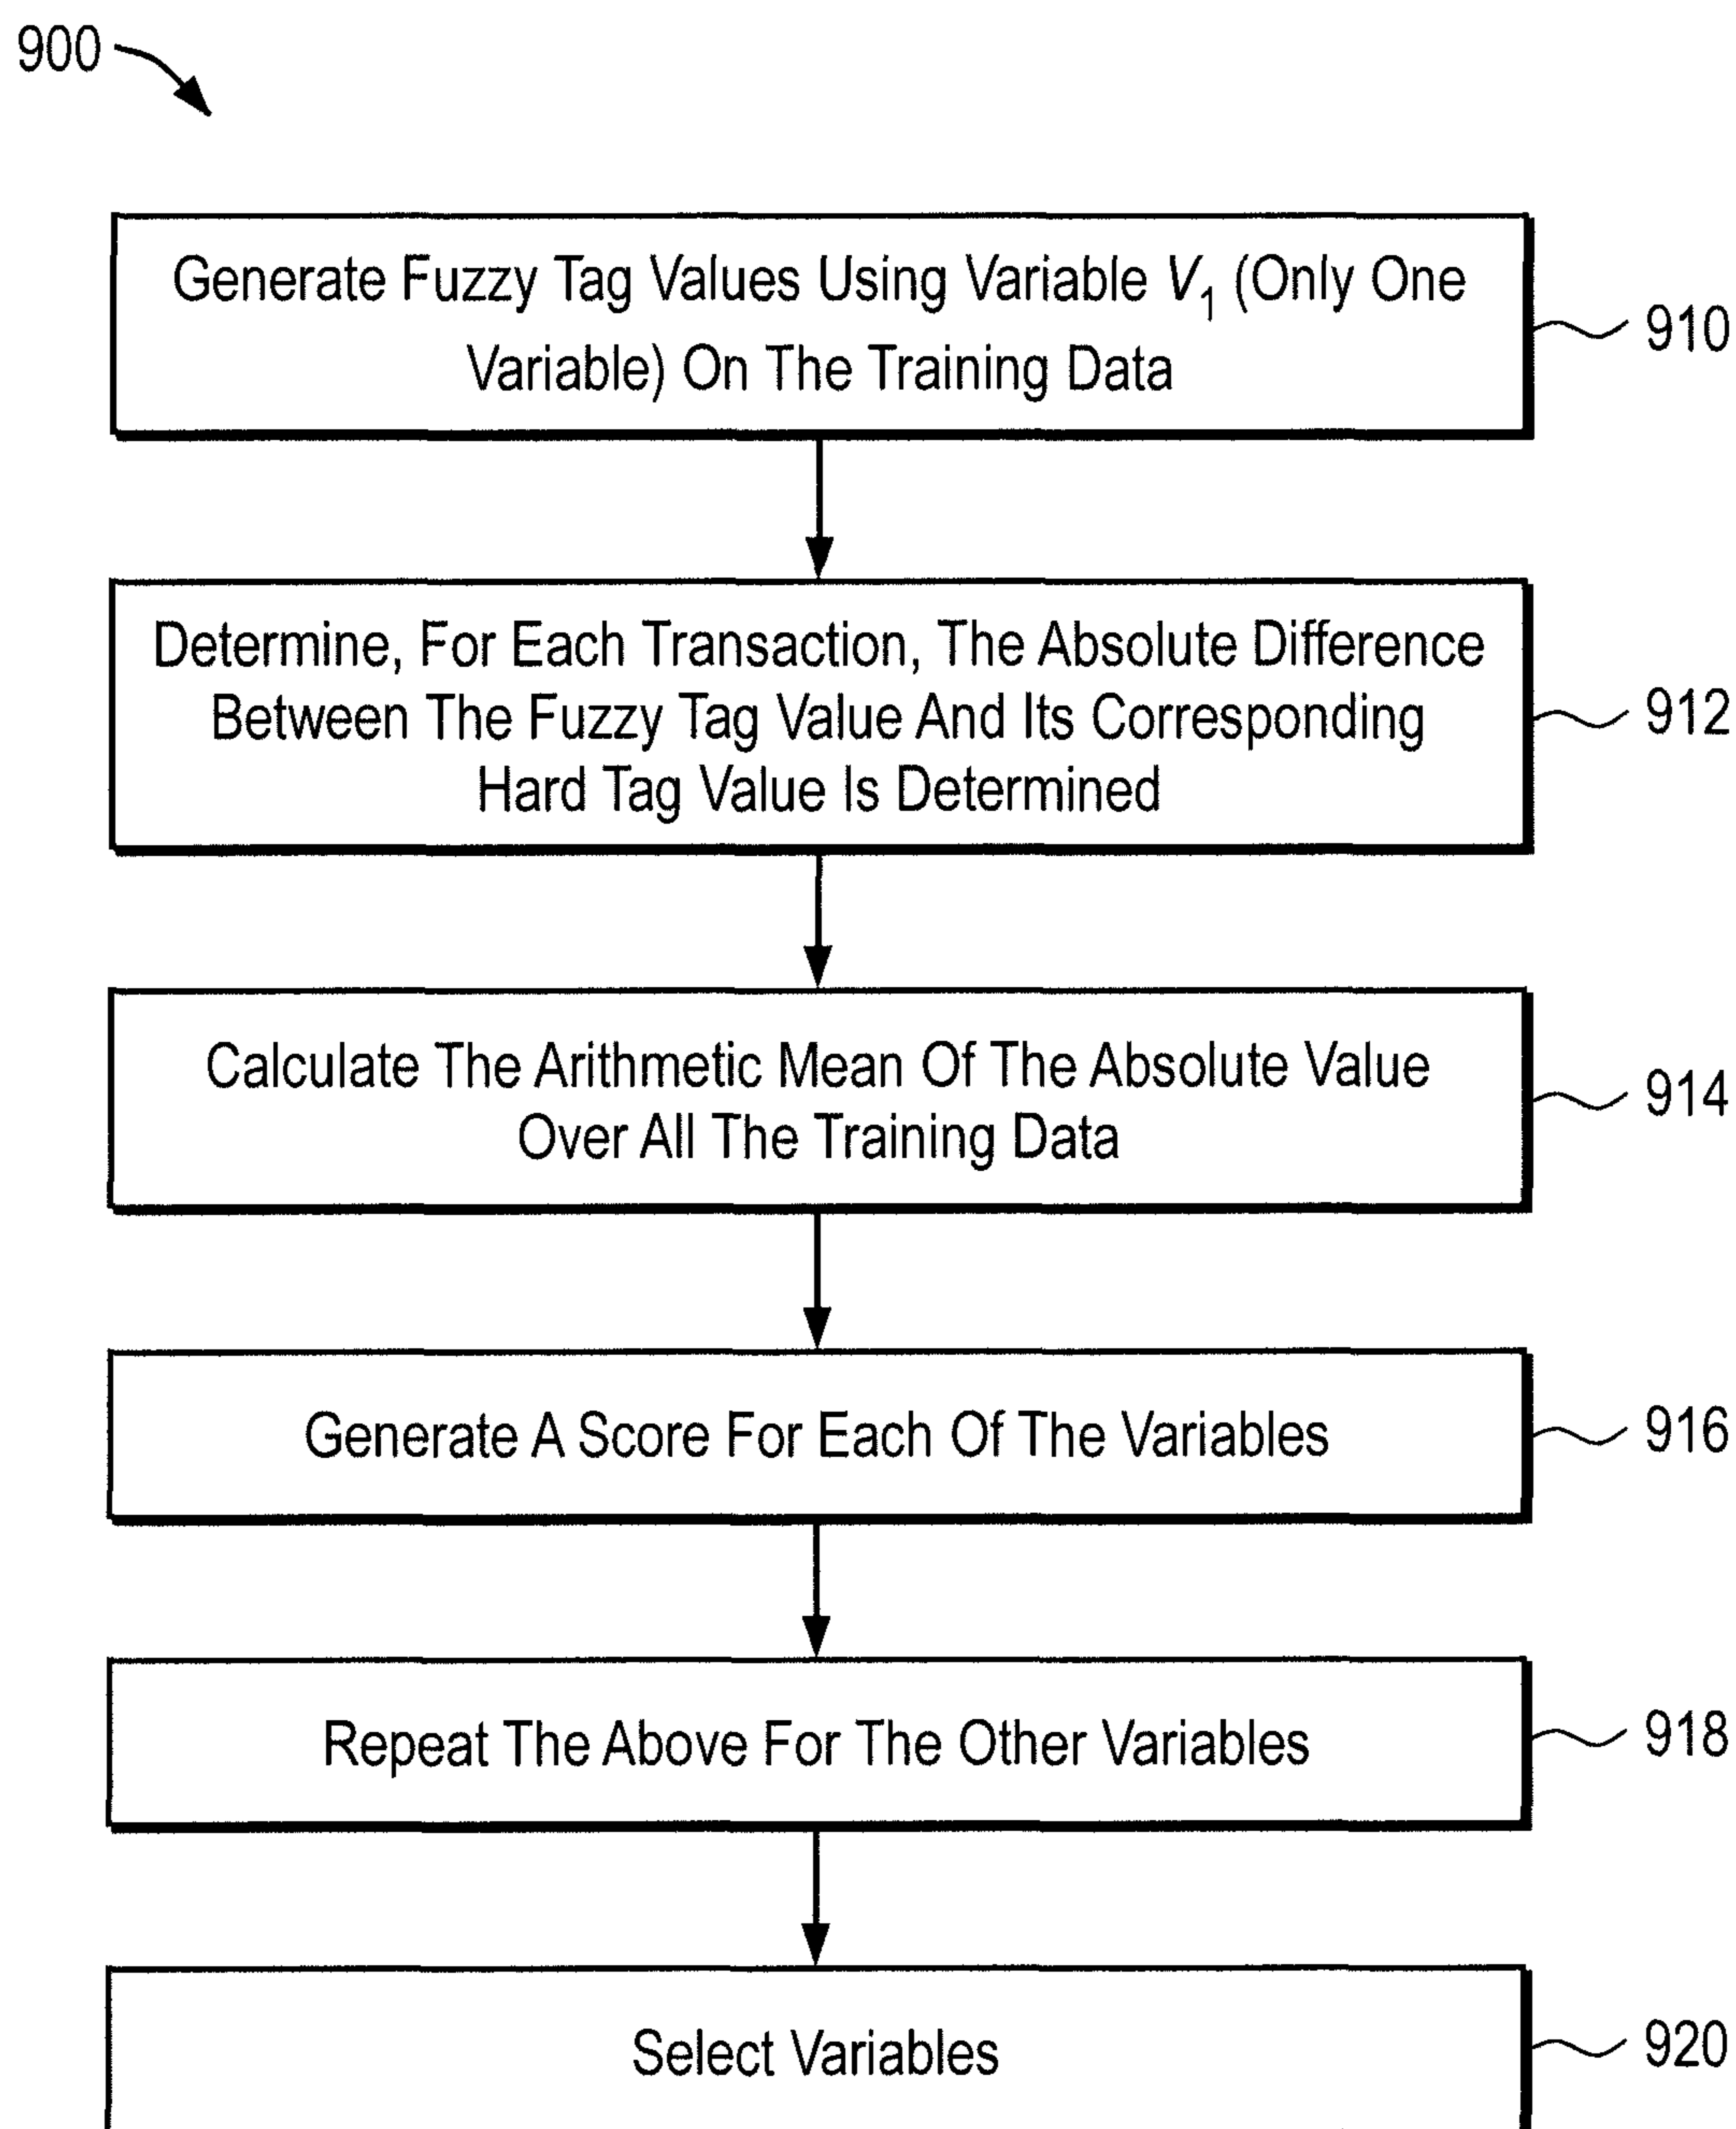 900
Generate Fuzzy Tag Values Using Variable V1 (Only One
Variable) On The Training Data
910
Determine, For Each Transaction, The Absolute Difference
Between The Fuzzy Tag Value And Its Corresponding
Hard Tag Value Is Determined
912
Calculate The Arithmetic Mean Of The Absolute Value
Over All The Training Data
914
Generate A Score For Each Of The Variables
916
Repeat The Above For The Other Variables
918
Select Variables
920